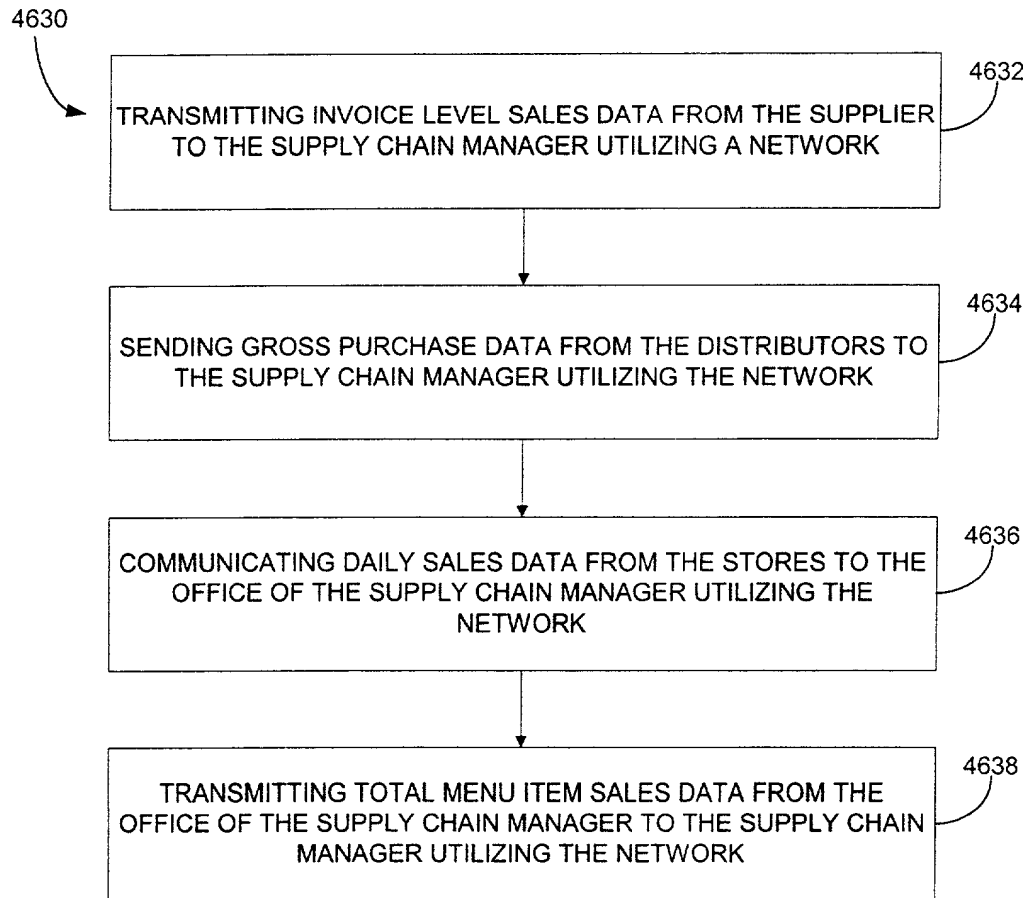 4630
4632
TRANSMITTING INVOICE LEVEL SALES DATA FROM THE SUPPLIER
TO THE SUPPLY CHAIN MANAGER UTILIZING A NETWORK
4634
SENDING GROSS PURCHASE DATA FROM THE DISTRIBUTORS TO
THE SUPPLY CHAIN MANAGER UTILIZING THE NETWORK
4636
COMMUNICATING DAILY SALES DATA FROM THE STORES TO THE
OFFICE OF THE SUPPLY CHAIN MANAGER UTILIZING THE
NETWORK
4638
TRANSMITTING TOTAL MENU ITEM SALES DATA FROM THE
OFFICE OF THE SUPPLY CHAIN MANAGER TO THE SUPPLY CHAIN
MANAGER UTILIZING THE NETWORK